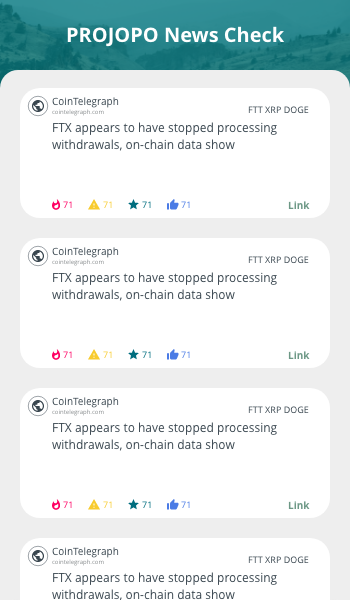 PROJOPO News Check
CoinTelegraph
cointelegraph.com
FTT XRP DOGE
FTX appears to have stopped processing
withdrawals, on-chain data show
71 71 71 71 Link
CoinTelegraph
cointelegraph.com
FTT XRP DOGE
FTX appears to have stopped processing
withdrawals, on-chain data show
71 71 71 71 Link
CoinTelegraph
cointelegraph.com
FTT XRP DOGE
FTX appears to have stopped processing
withdrawals, on-chain data show
71 71 71 71 Link
CoinTelegraph
cointelegraph.com
FTT XRP DOGE
FTX appears to have stopped processing
withdrawals, on-chain data show